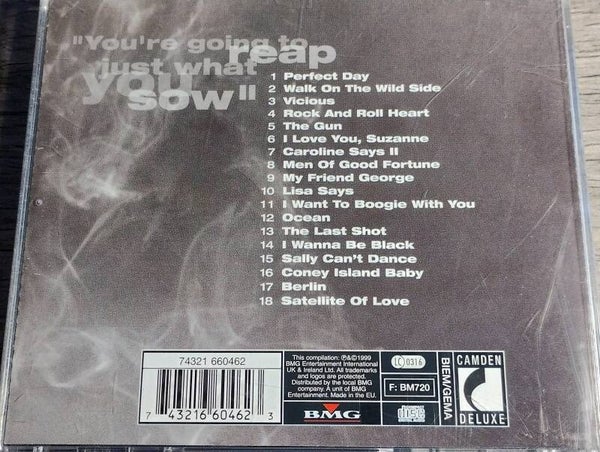 "You're going to
reap
just what
you
sow"
1 Perfect Day
2 Walk On The Wild Side
3 Vicious
4 Rock And Roll Heart
5 The Gun
6 I Love You, Suzanne
7 Caroline Says II
8 Men Of Good Fortune
9 My Friend George
10 Lisa Says
11 I Want To Boogie With You
12 Ocean
13 The Last Shot
14 I Wanna Be Black
15 Sally Can't Dance
16 Coney Island Baby
17 Berlin
18 Satellite Of Love
74321 660462
7 43216 60462 3
This compilation: ℗&©1999
BMG Entertainment International
UK & Ireland Ltd. All trademarks
and logos are protected.
Distributed by the local BMG
company. A unit of BMG
Entertainment. Made in the EU.
BMG
LC 0316
F: BM720
COMPACT
disc
DIGITAL AUDIO
BIEM/GEMA
CAMDEN
DELUXE